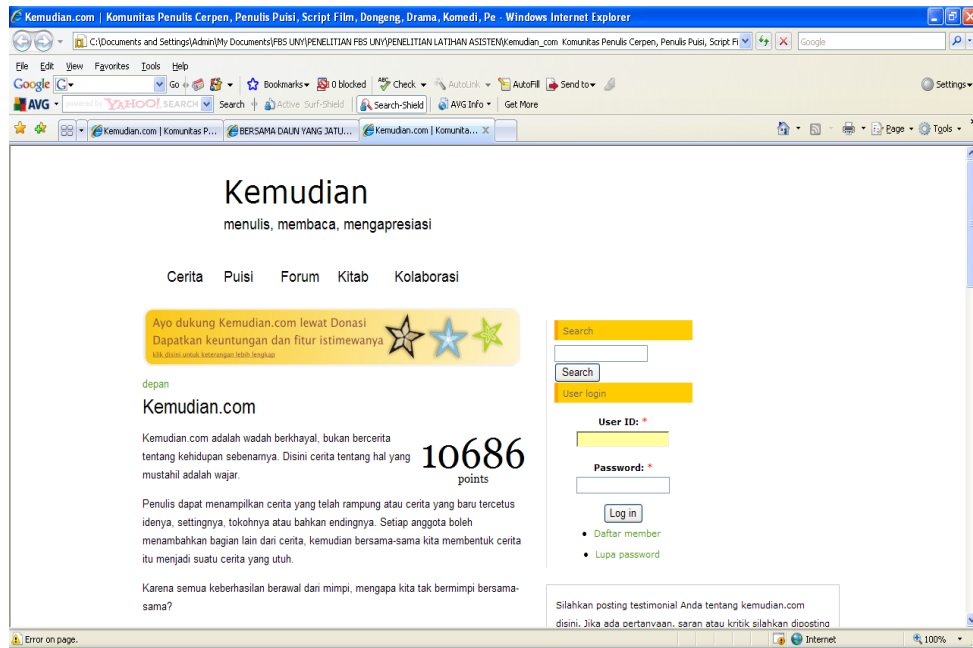 Kemudian.com | Komunitas Penulis Cerpen, Penulis Puisi, Script Film, Dongeng, Drama, Komedi, Pe - Windows Internet Explorer
C:\Documents and Settings\Admin\My Documents\FBS UNY\PENELITIAN FBS UNY\PENELITIAN LATIHAN ASISTEN\Kemudian_com Komunitas Penulis Cerpen, Penulis Puisi, Script Fi
Google
File Edit View Favorites Tools Help
Google G Go Bookmarks 0 blocked Check AutoLink AutoFill Send to Settings
AVG powered by YAHOO! SEARCH Search Active Surf-Shield Search-Shield AVG Info Get More
Kemudian.com | Komunitas P... BERSAMA DAUN YANG JATU... Kemudian.com | Komunita... X Page Tools
Kemudian
menulis, membaca, mengapresiasi
Cerita Puisi Forum Kitab Kolaborasi
Ayo dukung Kemudian.com lewat Donasi
Dapatkan keuntungan dan fitur istimewanya
klik disini untuk keterangan lebih lengkap
depan
Kemudian.com
Kemudian.com adalah wadah berkhayal, bukan bercerita
tentang kehidupan sebenarnya. Disini cerita tentang hal yang
mustahil adalah wajar.
10686
points
Penulis dapat menampilkan cerita yang telah rampung atau cerita yang baru tercetus
idenya, settingnya, tokohnya atau bahkan endingnya. Setiap anggota boleh
menambahkan bagian lain dari cerita, kemudian bersama-sama kita membentuk cerita
itu menjadi suatu cerita yang utuh.
Karena semua keberhasilan berawal dari mimpi, mengapa kita tak bermimpi bersama-
sama?
Search
Search
User login
User ID: *
Password: *
Log in
Daftar member
Lupa password
Silahkan posting testimonial Anda tentang kemudian.com
disini. Jika ada pertanyaan, saran atau kritik silahkan diposting
Error on page. Internet 100%